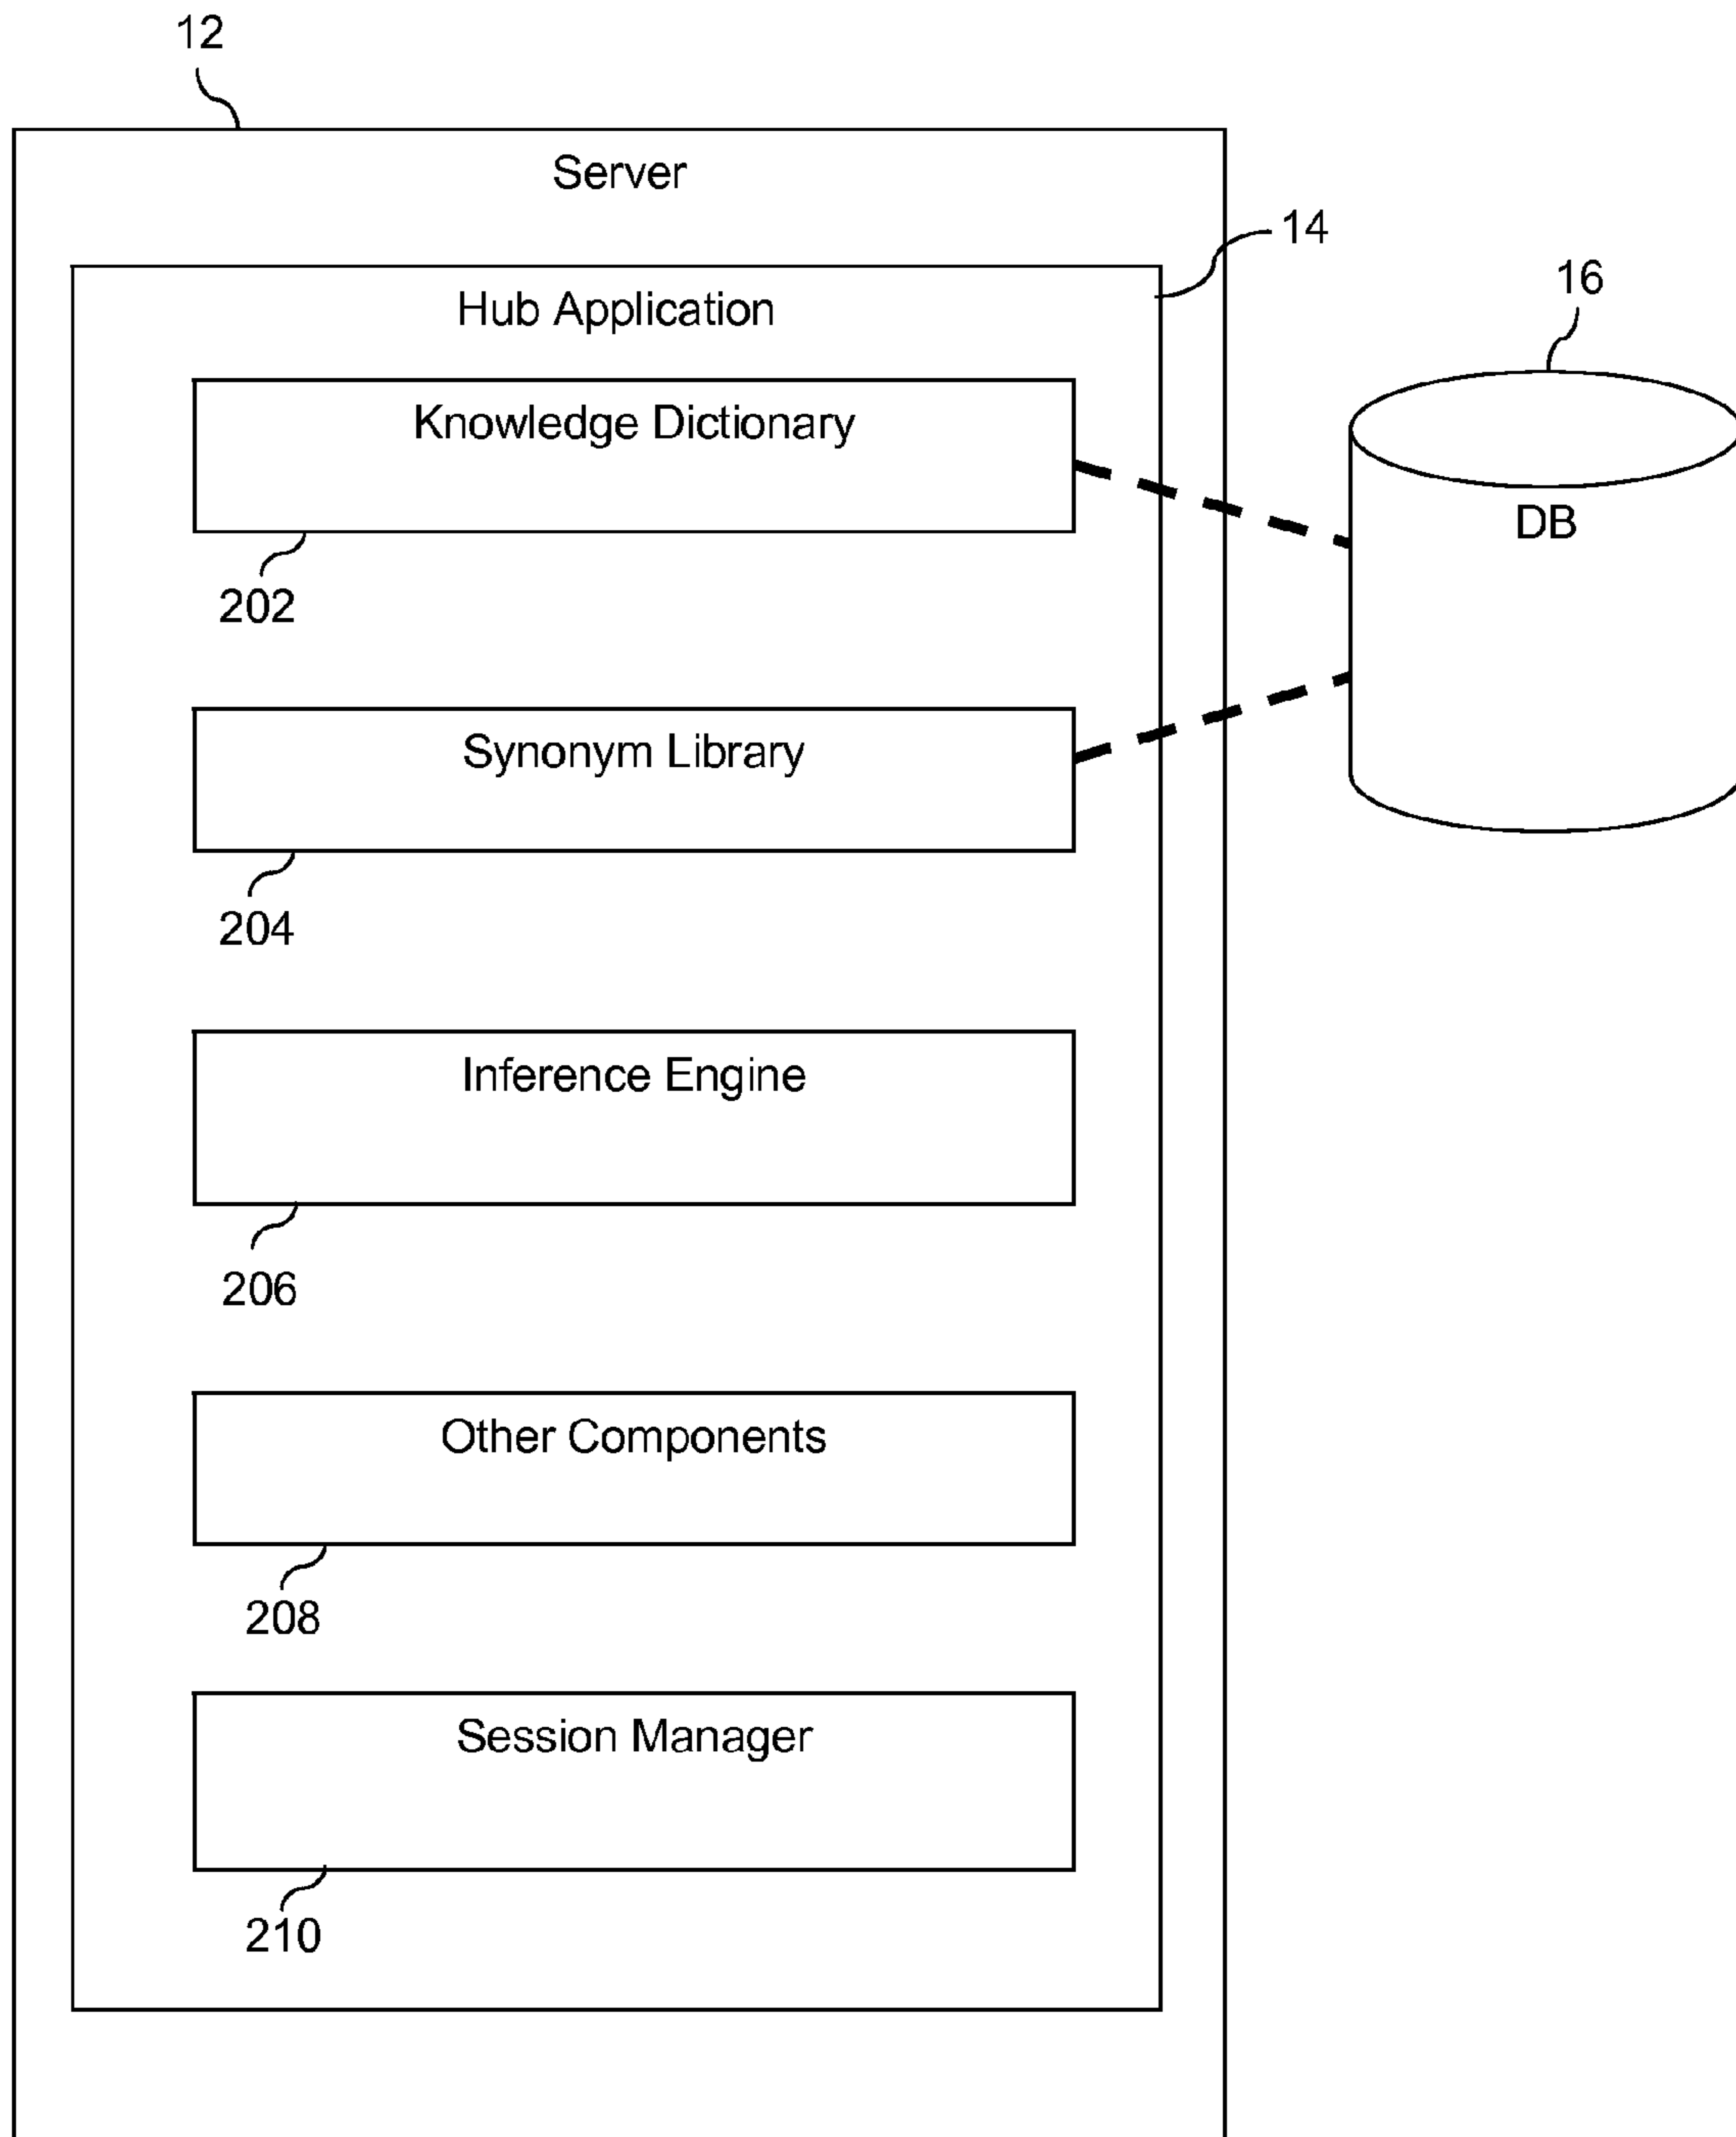 12
Server
14
Hub Application
16
Knowledge Dictionary
DB
202
Synonym Library
204
Inference Engine
206
Other Components
208
Session Manager
210